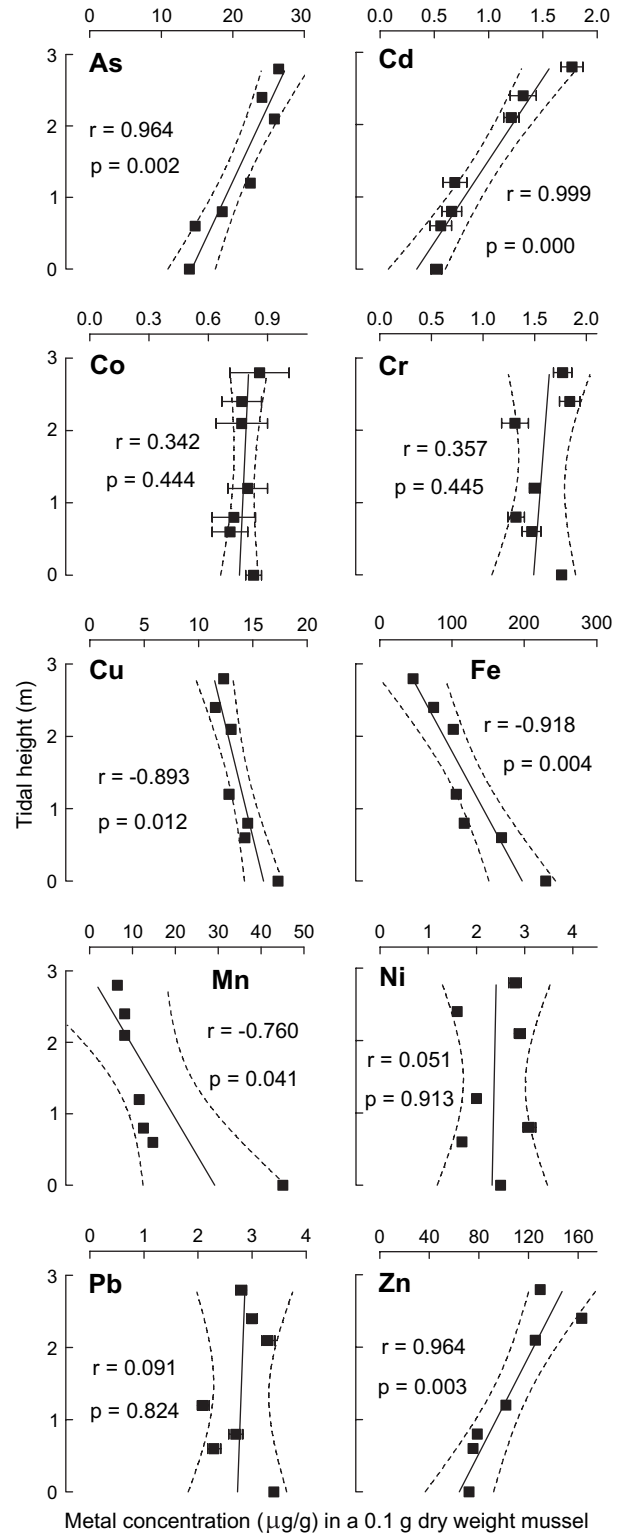 0 10 20 30
0.0 0.5 1.0 1.5 2.0
3
2
1
0
As
r = 0.964
p = 0.002
Cd
r = 0.999
p = 0.000
0.0 0.3 0.6 0.9
0.0 0.5 1.0 1.5 2.0
3
2
1
0
Co
r = 0.342
p = 0.444
Cr
r = 0.357
p = 0.445
0 5 10 15 20
0 100 200 300
3
2
1
0
Cu
r = -0.893
p = 0.012
Fe
r = -0.918
p = 0.004
Tidal height (m)
0 10 20 30 40 50
0 1 2 3 4
3
2
1
0
Mn
r = -0.760
p = 0.041
Ni
r = 0.051
p = 0.913
0 1 2 3 4
0 40 80 120 160
3
2
1
0
Pb
r = 0.091
p = 0.824
Zn
r = 0.964
p = 0.003
Metal concentration (μg/g) in a 0.1 g dry weight mussel